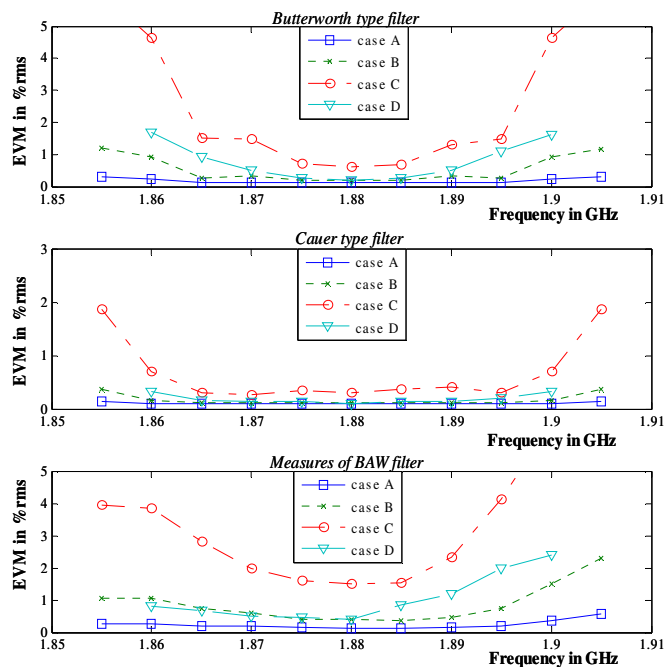 Butterworth type filter
5
4
3
2
1
0
EVM in %rms
case A
case B
case C
case D
1.85 1.86 1.87 1.88 1.89 1.9 1.91
Frequency in GHz
Cauer type filter
3
2
1
0
EVM in %rms
case A
case B
case C
case D
1.85 1.86 1.87 1.88 1.89 1.9 1.91
Frequency in GHz
Measures of BAW filter
5
4
3
2
1
0
EVM in %rms
case A
case B
case C
case D
1.85 1.86 1.87 1.88 1.89 1.9 1.91
Frequency in GHz